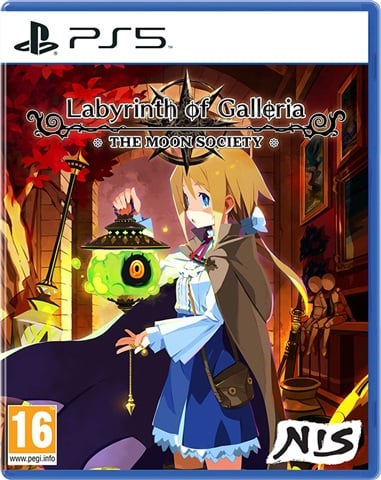 PS5
Labyrinth of Galleria
THE MOON SOCIETY
16
www.pegi.info
NIS